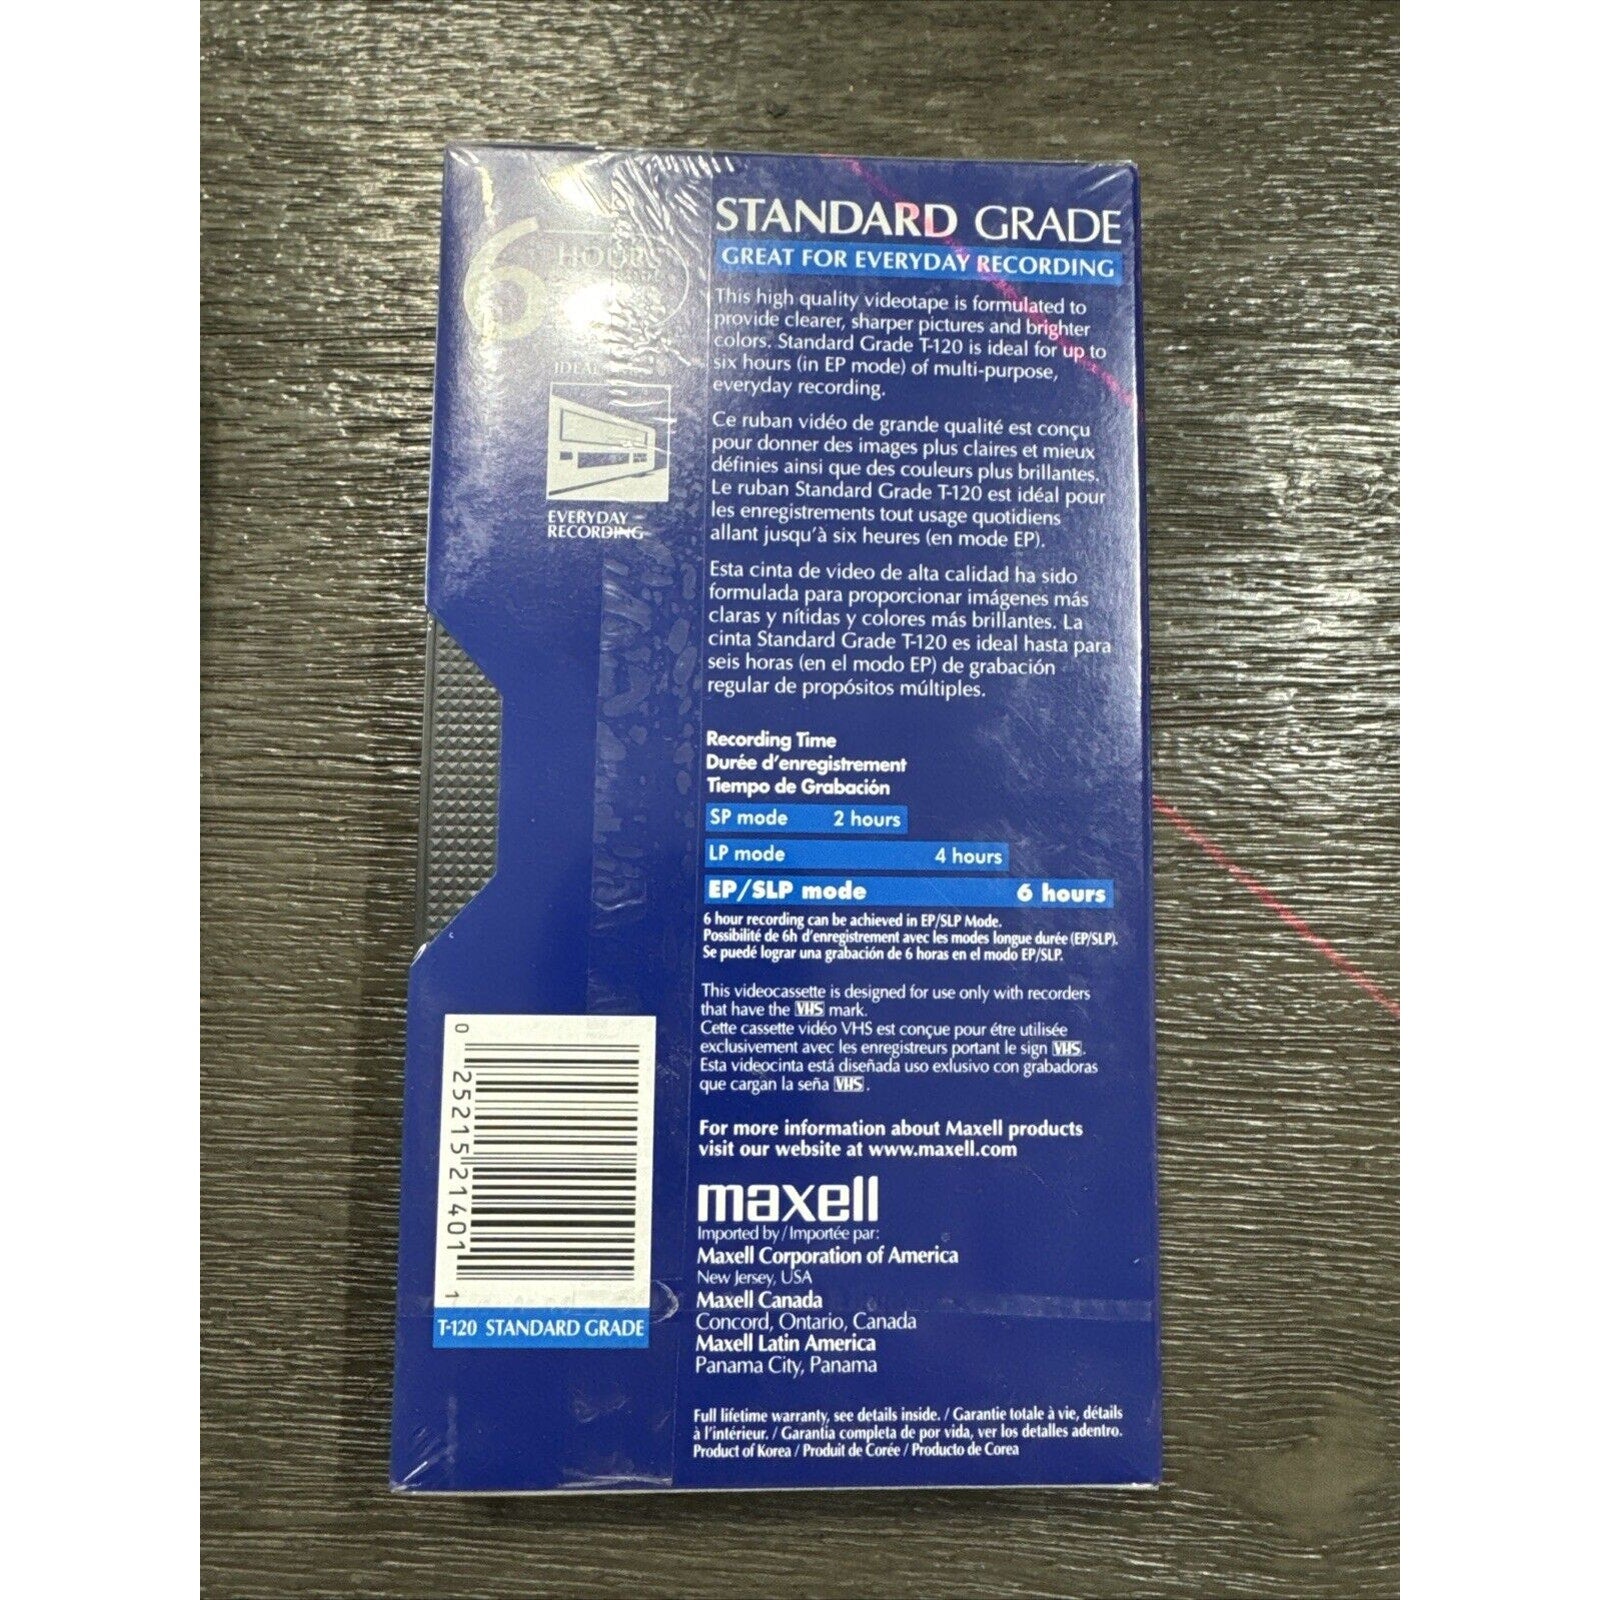 6 HOUR
IDEAL
EVERYDAY
RECORDING
STANDARD GRADE
GREAT FOR EVERYDAY RECORDING
This high quality videotape is formulated to
provide clearer, sharper pictures and brighter
colors. Standard Grade T-120 is ideal for up to
six hours (in EP mode) of multi-purpose,
everyday recording.
Ce ruban vidéo de grande qualité est conçu
pour donner des images plus claires et mieux
définies ainsi que des couleurs plus brillantes.
Le ruban Standard Grade T-120 est idéal pour
les enregistrements tout usage quotidiens
allant jusqu'à six heures (en mode EP).
Esta cinta de video de alta calidad ha sido
formulada para proporcionar imágenes más
claras y nítidas y colores más brillantes. La
cinta Standard Grade T-120 es ideal hasta para
seis horas (en el modo EP) de grabación
regular de propósitos múltiples.
Recording Time
Durée d'enregistrement
Tiempo de Grabación
SP mode 2 hours
LP mode 4 hours
EP/SLP mode 6 hours
6 hour recording can be achieved in EP/SLP Mode.
Possibilité de 6h d'enregistrement avec les modes longue durée (EP/SLP).
Se puedé lograr una grabación de 6 horas en el modo EP/SLP.
This videocassette is designed for use only with recorders
that have the VHS mark.
Cette cassette vidéo VHS est conçue pour étre utilisée
exclusivement avec les enregistreurs portant le sign VHS.
Esta videocinta está diseñada uso exlusivo con grabadoras
que cargan la seña VHS.
For more information about Maxell products
visit our website at www.maxell.com
maxell
Imported by/Importée par:
Maxell Corporation of America
New Jersey, USA
Maxell Canada
Concord, Ontario, Canada
Maxell Latin America
Panama City, Panama
Full lifetime warranty, see details inside. / Garantie totale à vie, détails
à l'intérieur. / Garantía completa de por vida, ver los detalles adentro.
Product of Korea / Produit de Corée / Producto de Corea
0 25215 21401 1
T-120 STANDARD GRADE